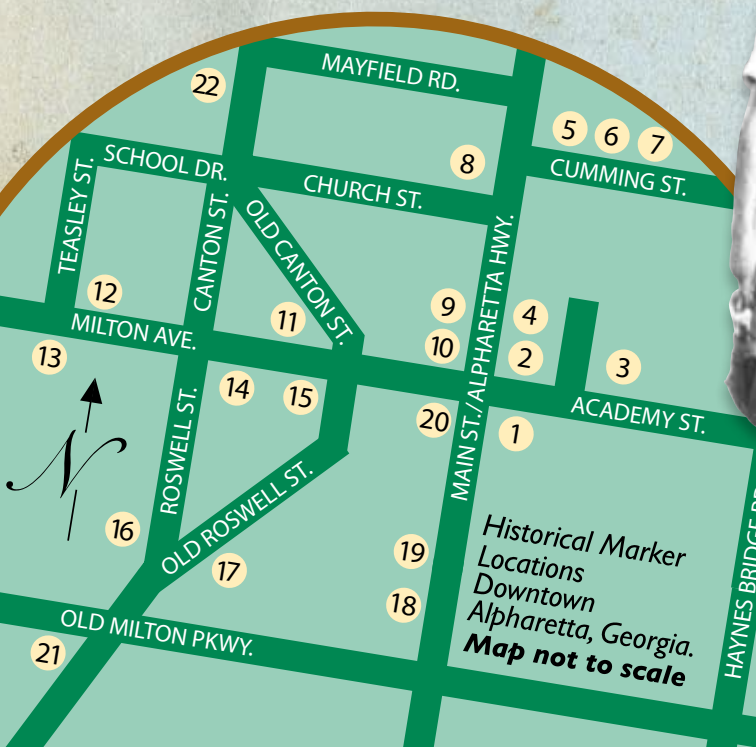 MAYFIELD RD.
22
5
6
7
8
SCHOOL DR.
CHURCH ST.
CUMMING ST.
TEASLEY ST.
CANTON ST.
OLD CANTON ST.
MAIN ST./ALPHARETTA HWY.
12
11
9
10
4
2
3
MILTON AVE.
13
14
15
20
1
ACADEMY ST.
N
ROSWELL ST.
OLD ROSWELL ST.
16
17
19
18
Historical Marker
Locations
Downtown
Alpharetta, Georgia.
Map not to scale
HAYNES BRIDGE
OLD MILTON PKWY.
21